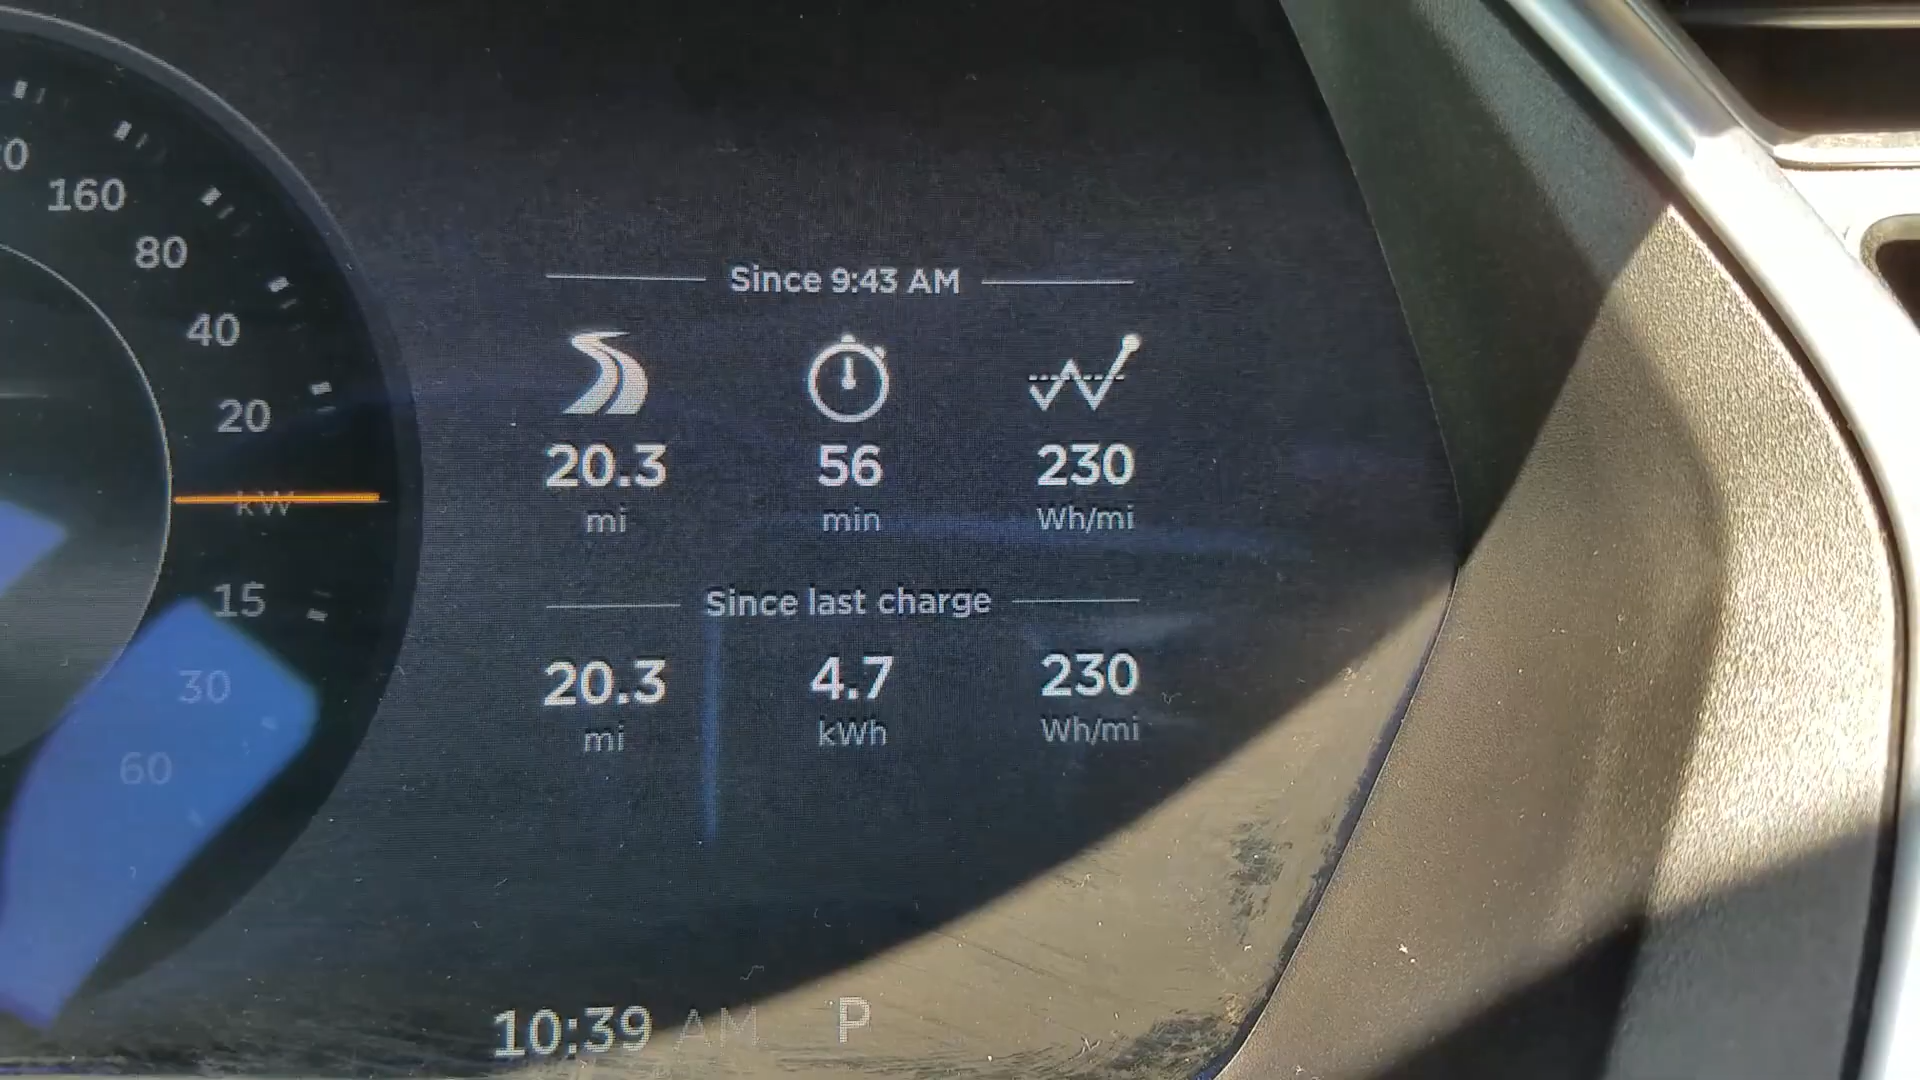 160
80
40
20
kW
15
30
60
Since 9:43 AM
20.3 56 230
mi min Wh/mi
Since last charge
20.3 4.7 230
mi kWh Wh/mi
10:39 AM P